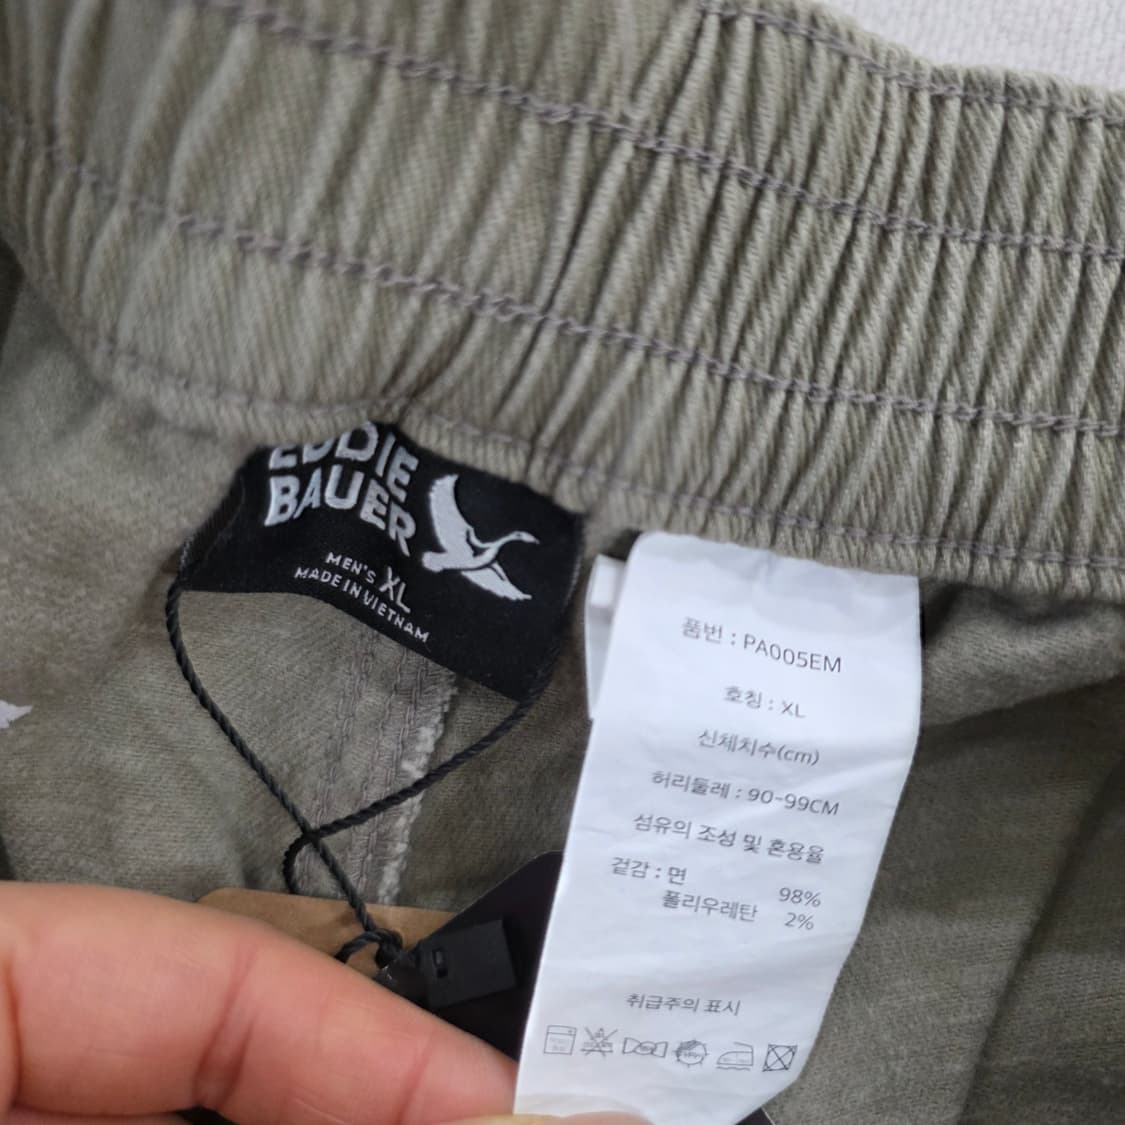 EDDIE
BAUER
MEN'S XL
MADE IN VIETNAM
품번 : PA005EM
호칭 : XL
신체치수(cm)
허리둘레 : 90-99CM
섬유의 조성 및 혼용율
겉감 : 면 98%
폴리우레탄 2%
취급주의 표시